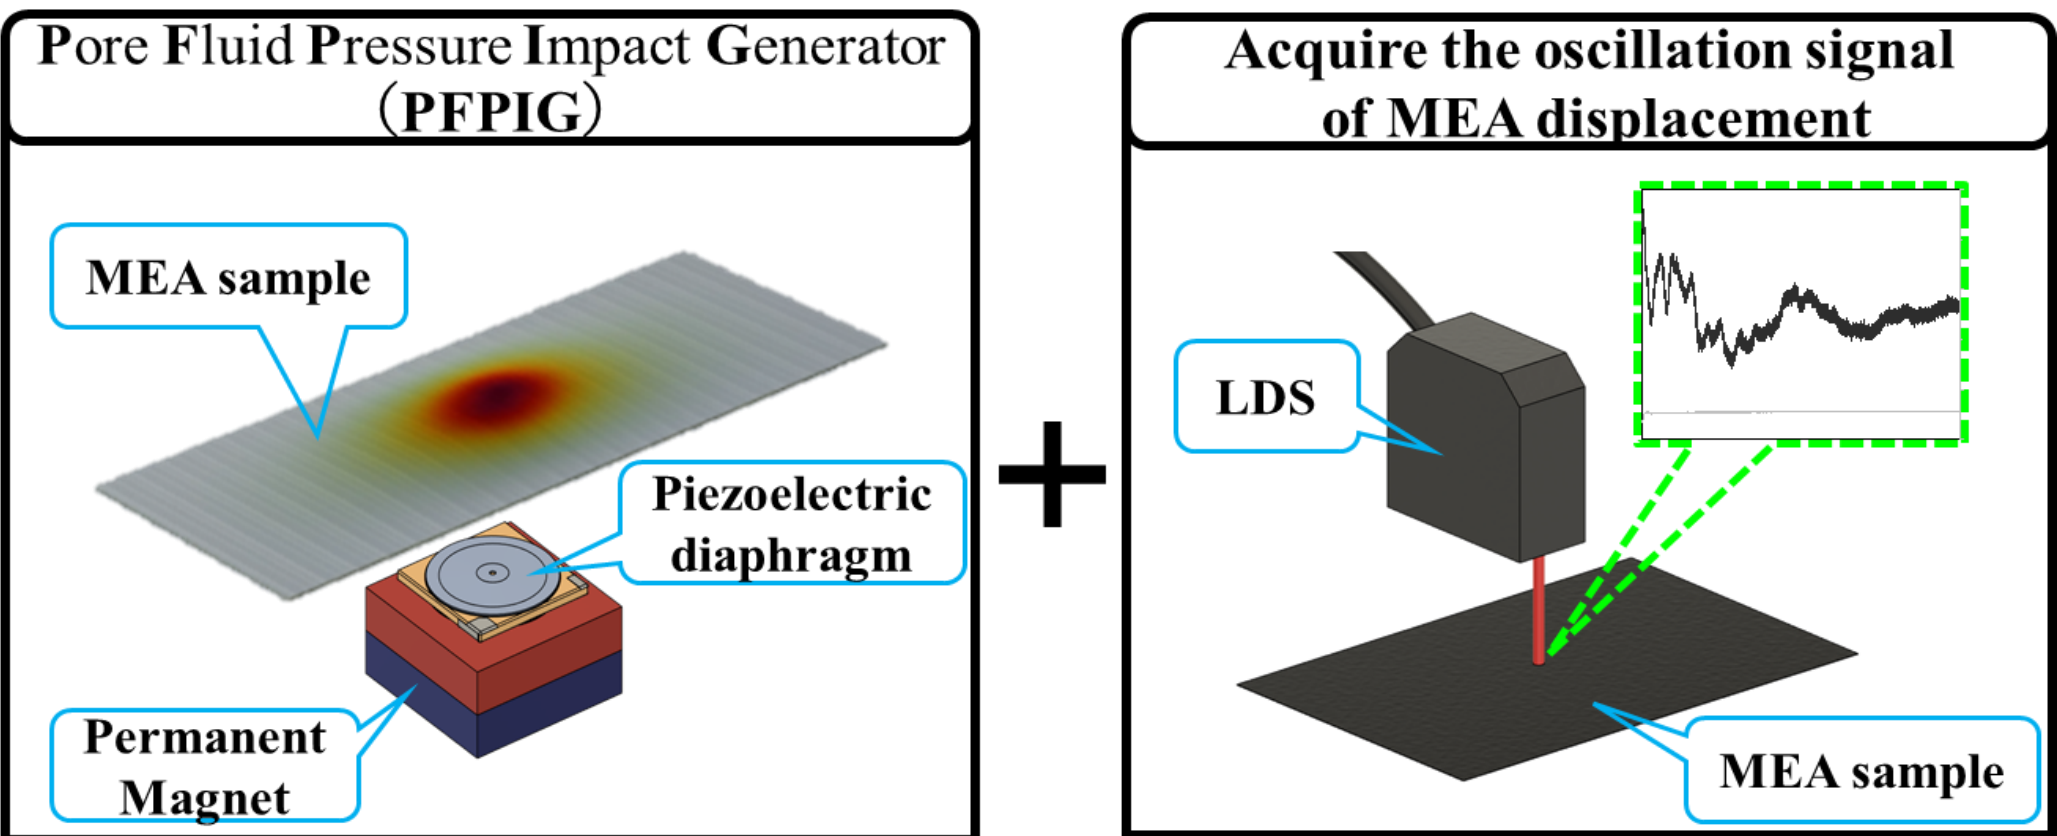 Pore Fluid Pressure Impact Generator
（PFPIG）
MEA sample
Piezoelectric
diaphragm
Permanent
Magnet
+
Acquire the oscillation signal
of MEA displacement
LDS
MEA sample